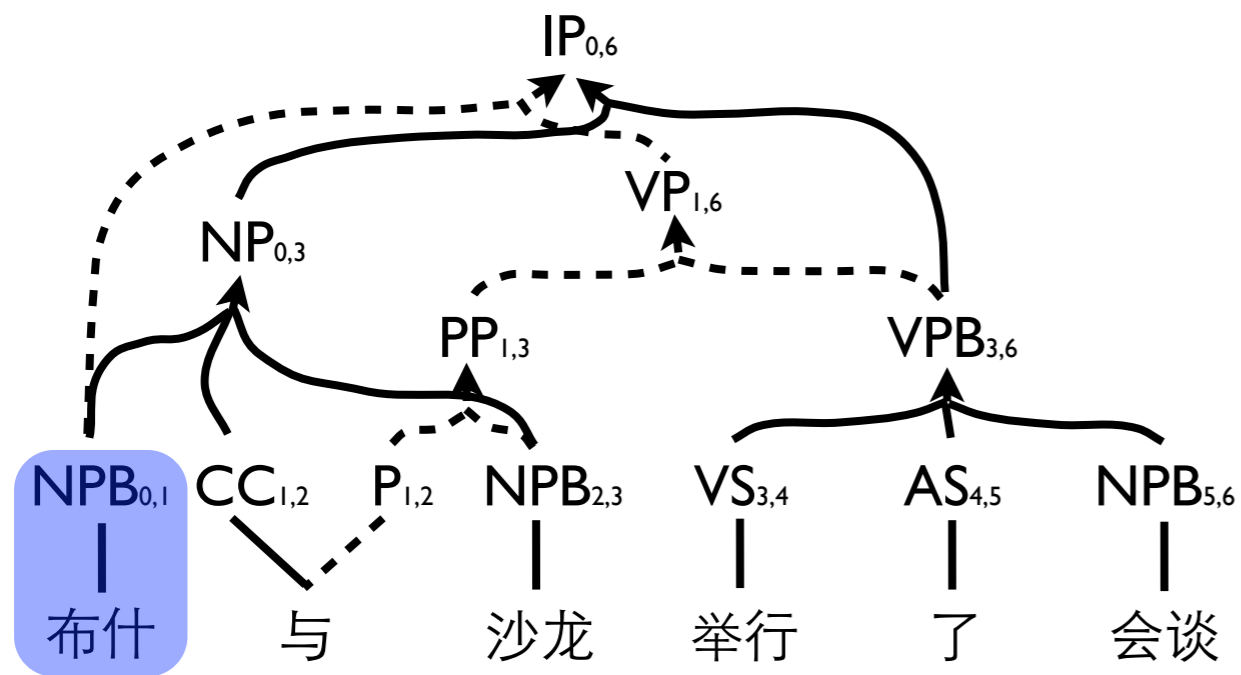 IP0,6
VP1,6
NP0,3
PP1,3 VPB3,6
NPB0,1 CC1,2 P1,2 NPB2,3 VS3,4 AS4,5 NPB5,6
布什 与 沙龙 举行 了 会谈